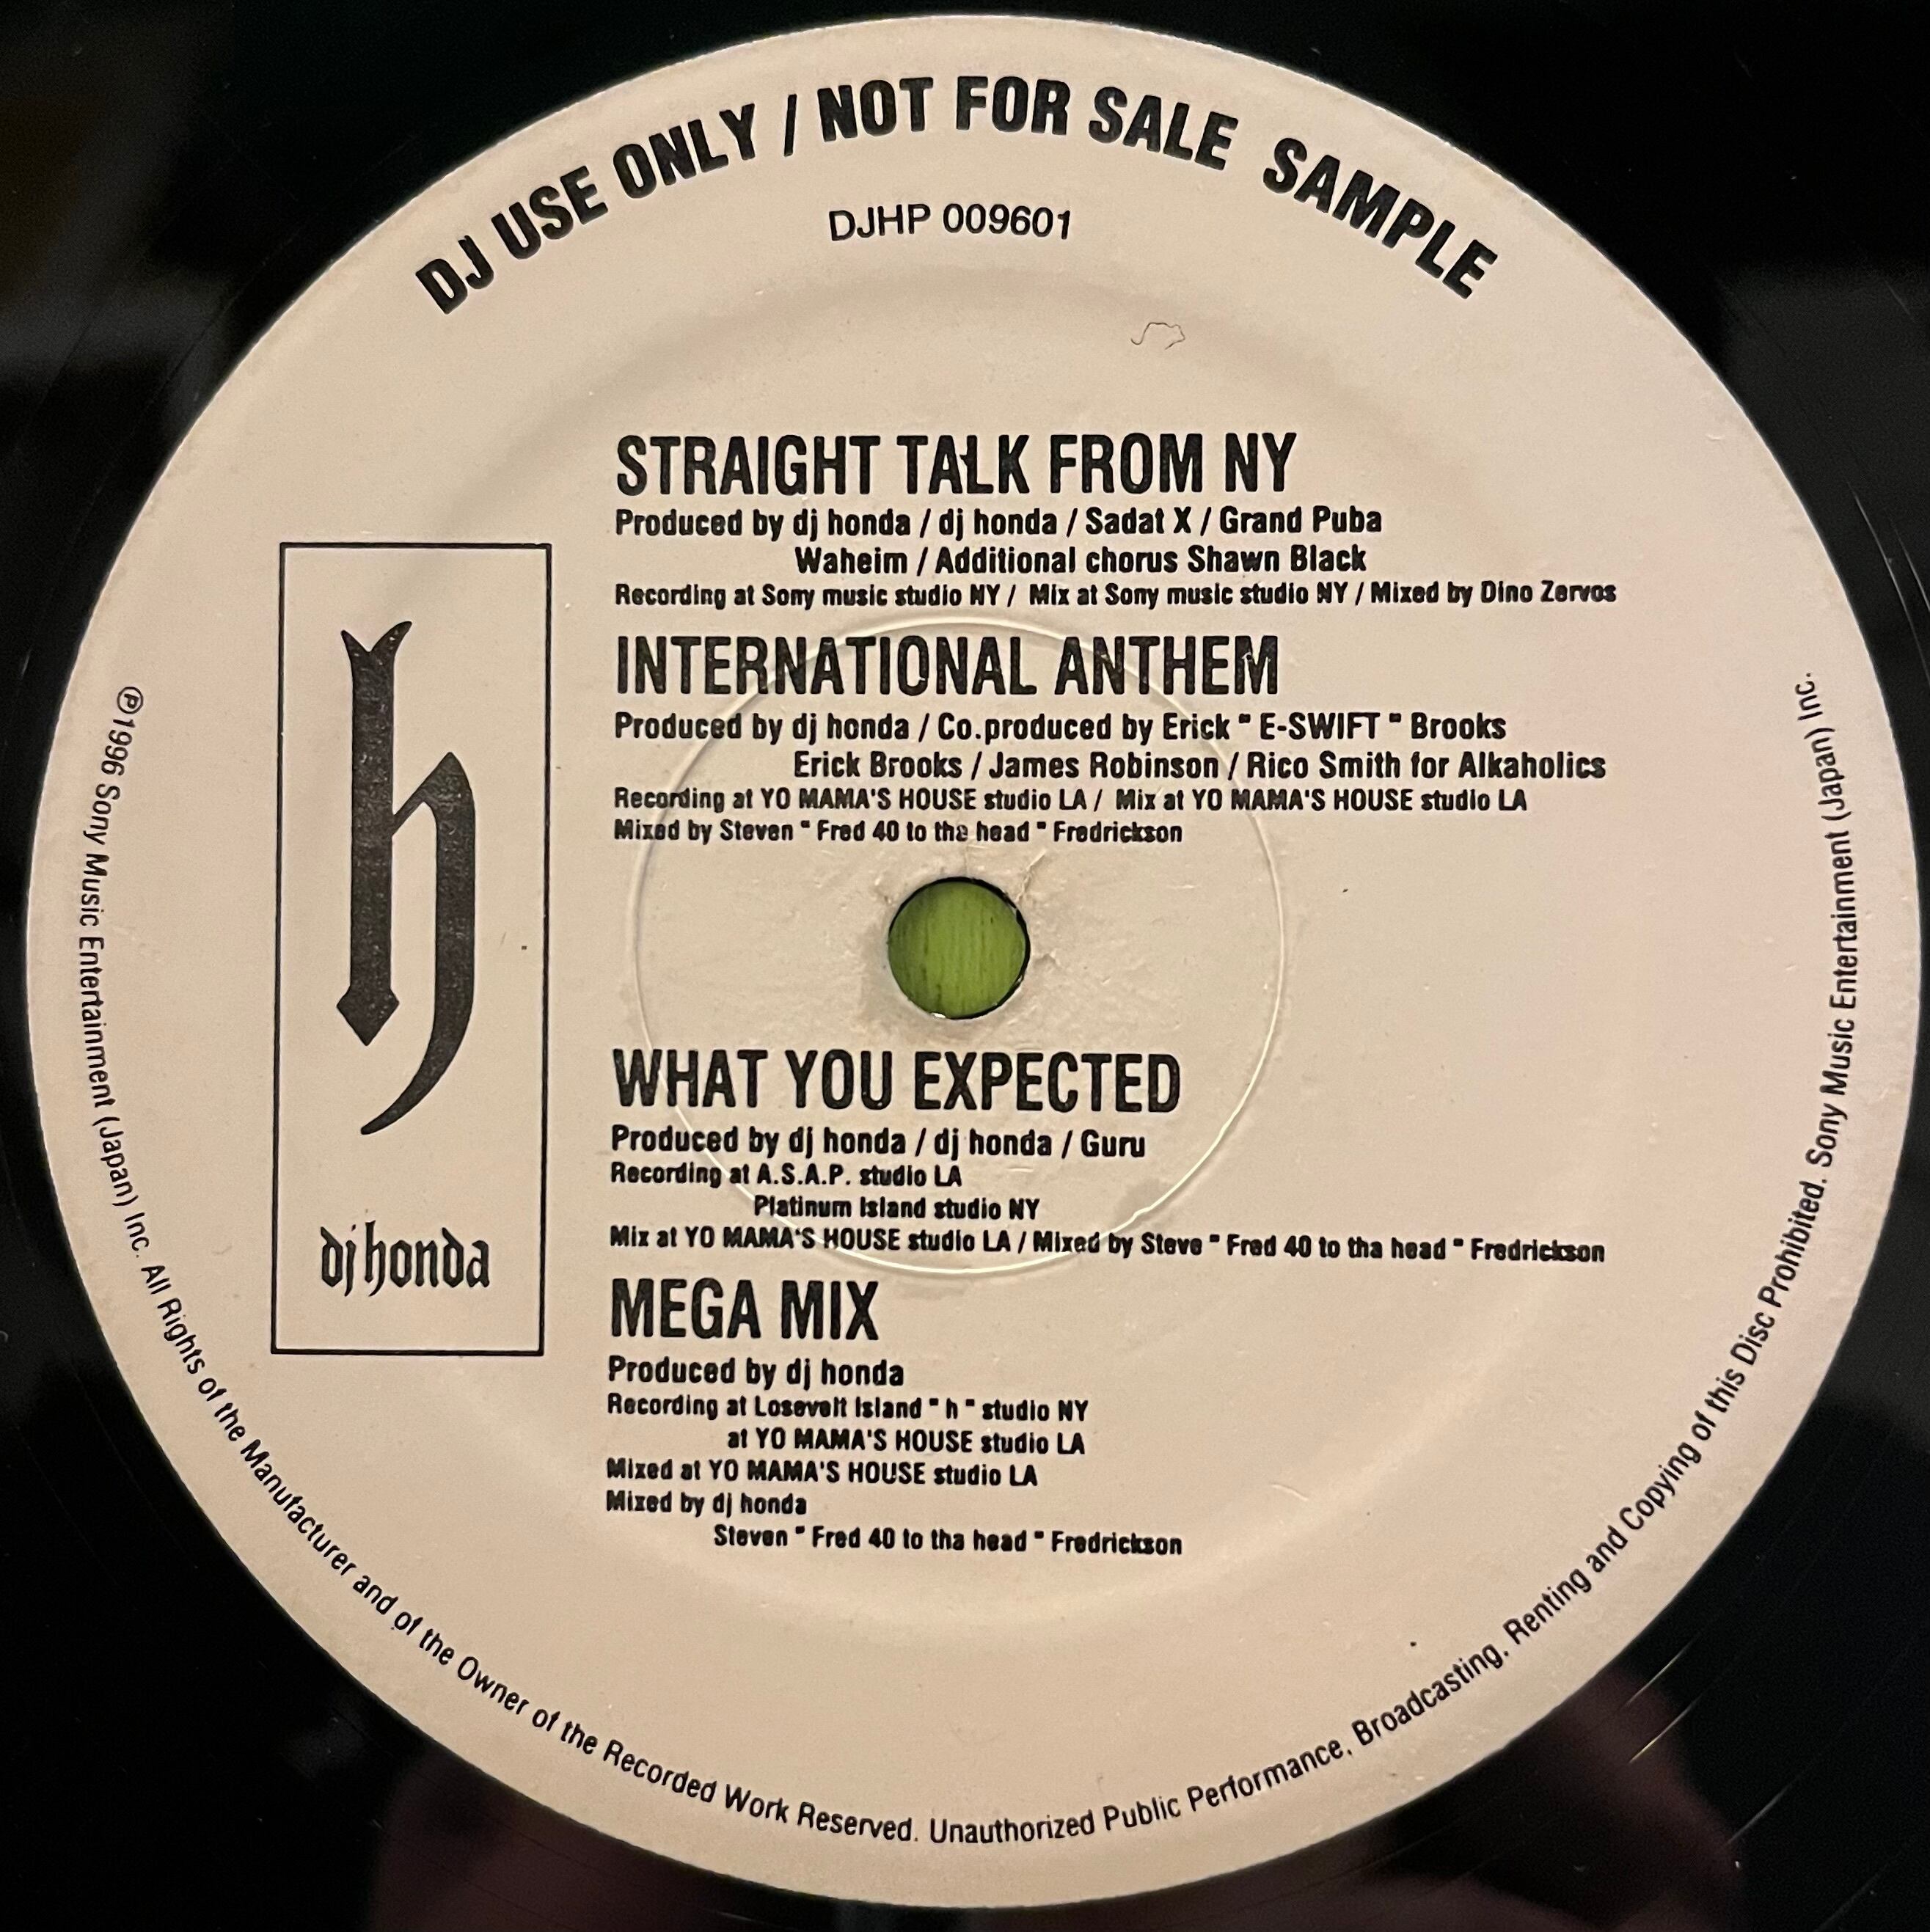 DJ USE ONLY / NOT FOR SALE SAMPLE
DJHP 009601
STRAIGHT TALK FROM NY
Produced by dj honda / dj honda / Sadat X / Grand Puba
Waheim / Additional chorus Shawn Black
Recording at Sony music studio NY / Mix at Sony music studio NY / Mixed by Dino Zervos
INTERNATIONAL ANTHEM
Produced by dj honda / Co.produced by Erick " E-SWIFT " Brooks
Erick Brooks / James Robinson / Rico Smith for Alkaholics
Recording at YO MAMA'S HOUSE studio LA / Mix at YO MAMA'S HOUSE studio LA
Mixed by Steven " Fred 40 to tha head " Fredrickson
WHAT YOU EXPECTED
Produced by dj honda / dj honda / Guru
Recording at A.S.A.P. studio LA
Platinum Island studio NY
Mix at YO MAMA'S HOUSE studio LA / Mixed by Steve " Fred 40 to tha head " Fredrickson
MEGA MIX
Produced by dj honda
Recording at Losevelt Island " h " studio NY
at YO MAMA'S HOUSE studio LA
Mixed at YO MAMA'S HOUSE studio LA
Mixed by dj honda
Steven " Fred 40 to tha head " Fredrickson
h
dj honda
℗1996 Sony Music Entertainment (Japan) Inc. All Rights of the Manufacturer and of the Owner of the Recorded Work Reserved. Unauthorized Public Performance, Broadcasting, Renting and Copying of this Disc Prohibited. Sony Music Entertainment (Japan) Inc.